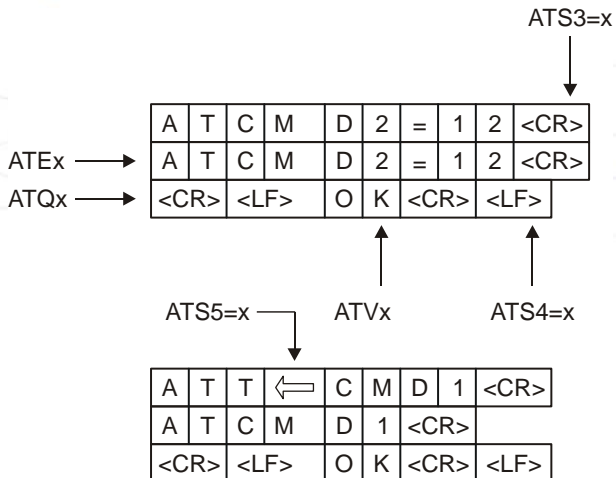 ATS3=x
A T C M D 2 = 1 2 <CR>
ATEx A T C M D 2 = 1 2 <CR>
ATQx <CR> <LF> O K <CR> <LF>
ATS5=x ATVx ATS4=x
A T T C M D 1 <CR>
A T C M D 1 <CR>
<CR> <LF> O K <CR> <LF>